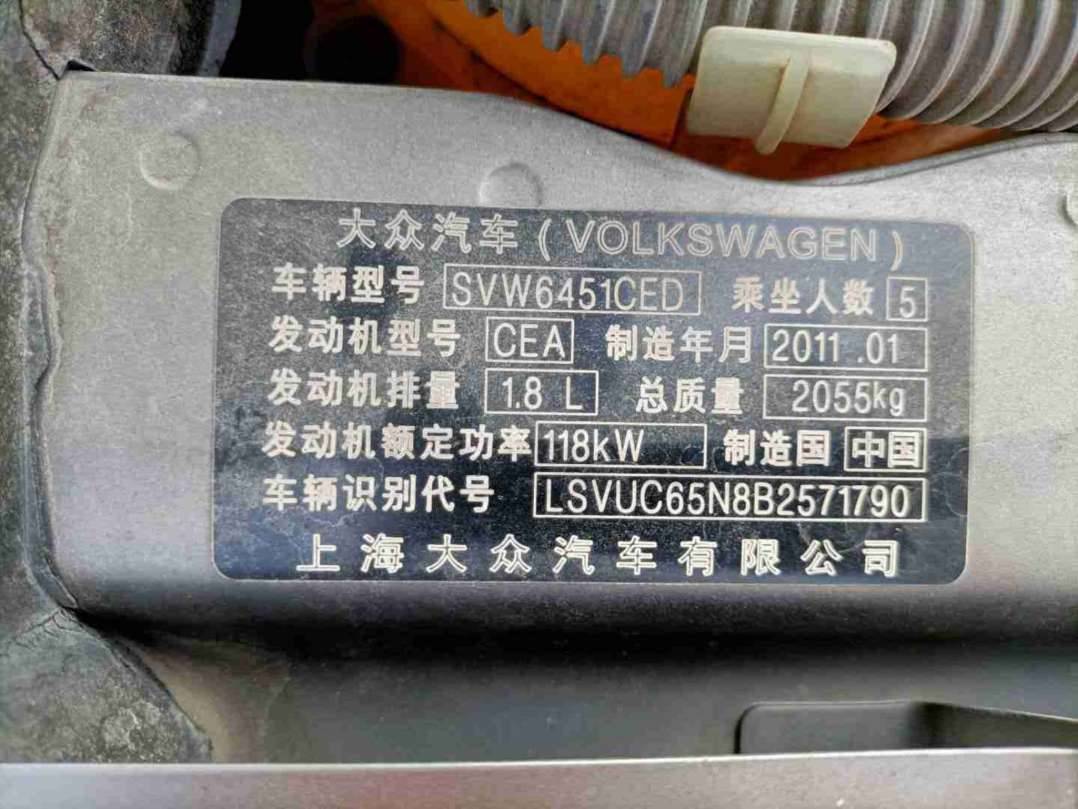 大众汽车(VOLKSWAGEN)
车辆型号 SVW6451CED 乘坐人数 5
发动机型号 CEA 制造年月 2011.01
发动机排量 1.8 L 总质量 2055kg
发动机额定功率 118kW 制造国 中国
车辆识别代号 LSVUC65N8B2571790
上海大众汽车有限公司